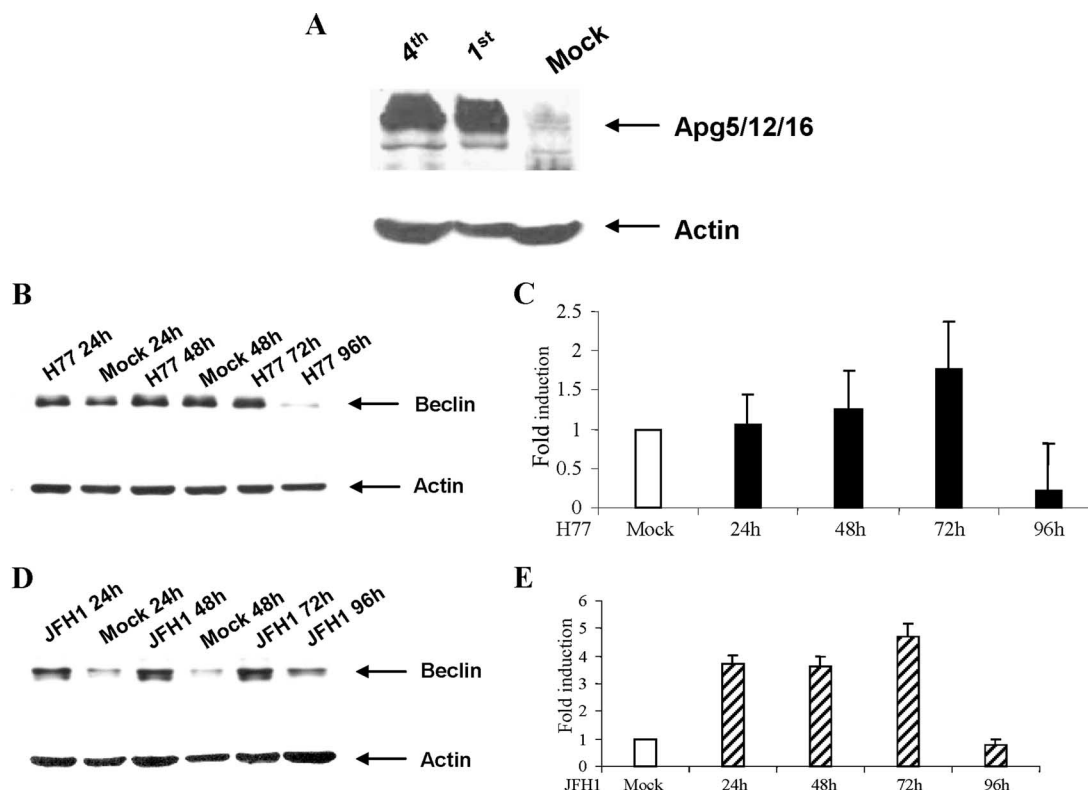 A
4th 1st Mock
Apg5/12/16
Actin
B
H77 24h Mock 24h H77 48h Mock 48h H77 72h H77 96h
Beclin
Actin
C
Fold induction
2.5
2
1.5
1
0.5
0
H77 Mock 24h 48h 72h 96h
D
JFH1 24h Mock 24h JFH1 48h Mock 48h JFH1 72h JFH1 96h
Beclin
Actin
E
Fold induction
6
5
4
3
2
1
0
JFH1 Mock 24h 48h 72h 96h